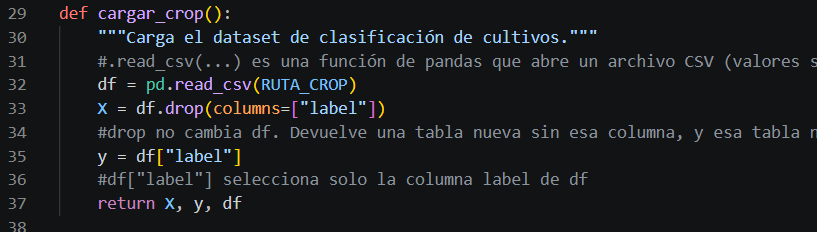 29 def cargar_crop():
30 """Carga el dataset de clasificación de cultivos."""
31 #.read_csv(...) es una función de pandas que abre un archivo CSV (valores s
32 df = pd.read_csv(RUTA_CROP)
33 X = df.drop(columns=["label"])
34 #drop no cambia df. Devuelve una tabla nueva sin esa columna, y esa tabla n
35 y = df["label"]
36 #df["label"] selecciona solo la columna label de df
37 return X, y, df
38